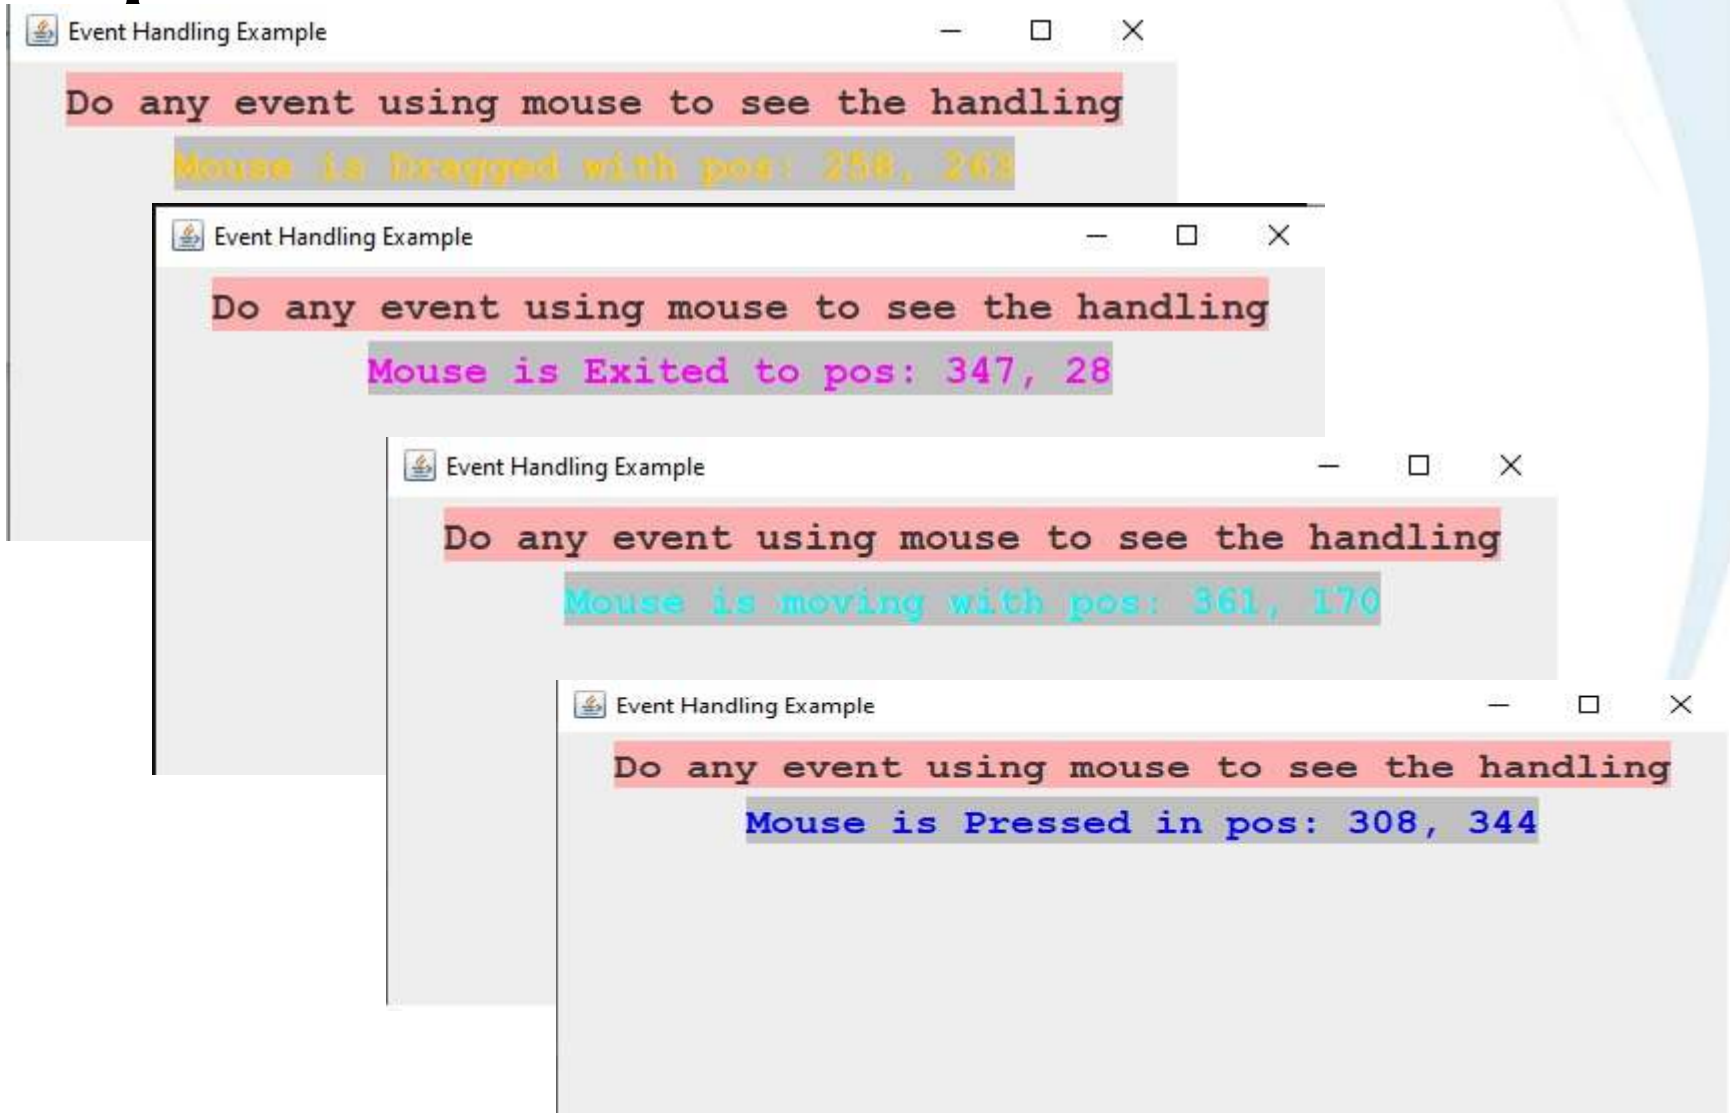 Event Handling Example
Do any event using mouse to see the handling
Mouse is Dragged with pos: 258, 263
Event Handling Example
Do any event using mouse to see the handling
Mouse is Exited to pos: 347, 28
Event Handling Example
Do any event using mouse to see the handling
Mouse is moving with pos: 361, 170
Event Handling Example
Do any event using mouse to see the handling
Mouse is Pressed in pos: 308, 344